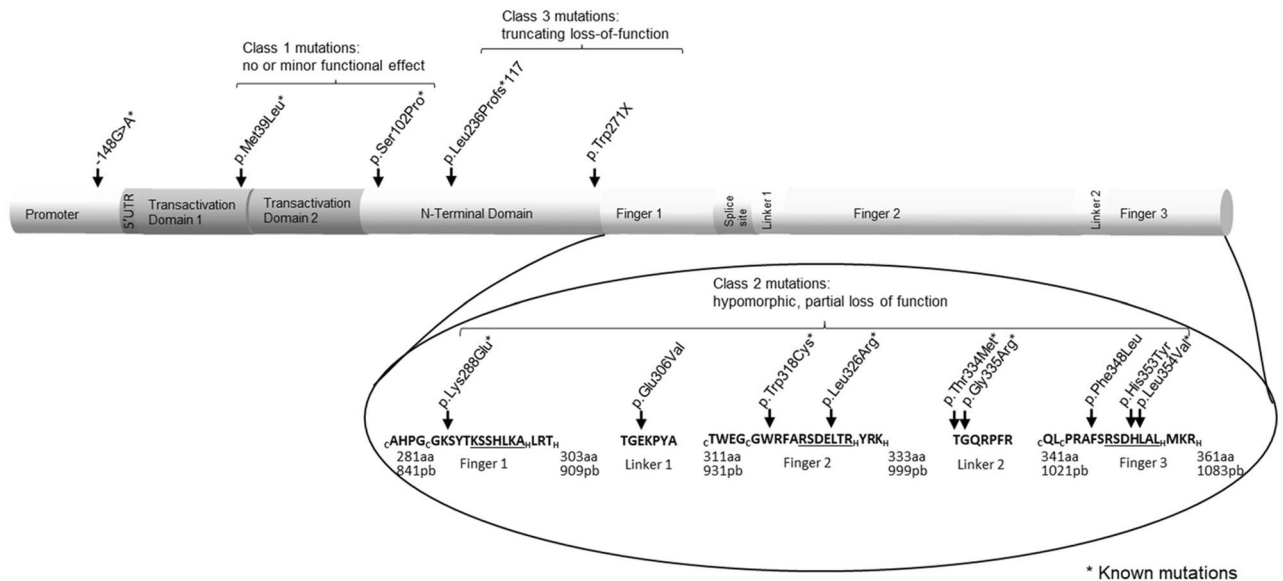 Class 3 mutations:
truncating loss-of-function
Class 1 mutations:
no or minor functional effect
-148G>A*
p.Met39Leu*
p.Ser102Pro*
p.Leu236Profs*117
p.Trp271X
Promoter
5'UTR
Transactivation
Domain 1
Transactivation
Domain 2
N-Terminal Domain
Finger 1
Splice
site
Linker 1
Finger 2
Linker 2
Finger 3
Class 2 mutations:
hypomorphic, partial loss of function
p.Lys288Glu*
p.Glu306Val
p.Trp318Cys*
p.Leu326Arg*
p.Thr334Met*
p.Gly335Arg*
p.Phe348Leu
p.His353Tyr
p.Leu354Val*
CAHPGCGKSYTKSSHLKAHLRTH
TGEKPYA
CTWEGCGWRFARSDELTRHYRKH
TGQRPFR
CQLCPRAFSRSDHLALHMKRH
281aa
841pb
Finger 1
303aa
909pb
Linker 1
311aa
931pb
Finger 2
333aa
999pb
Linker 2
341aa
1021pb
Finger 3
361aa
1083pb
* Known mutations